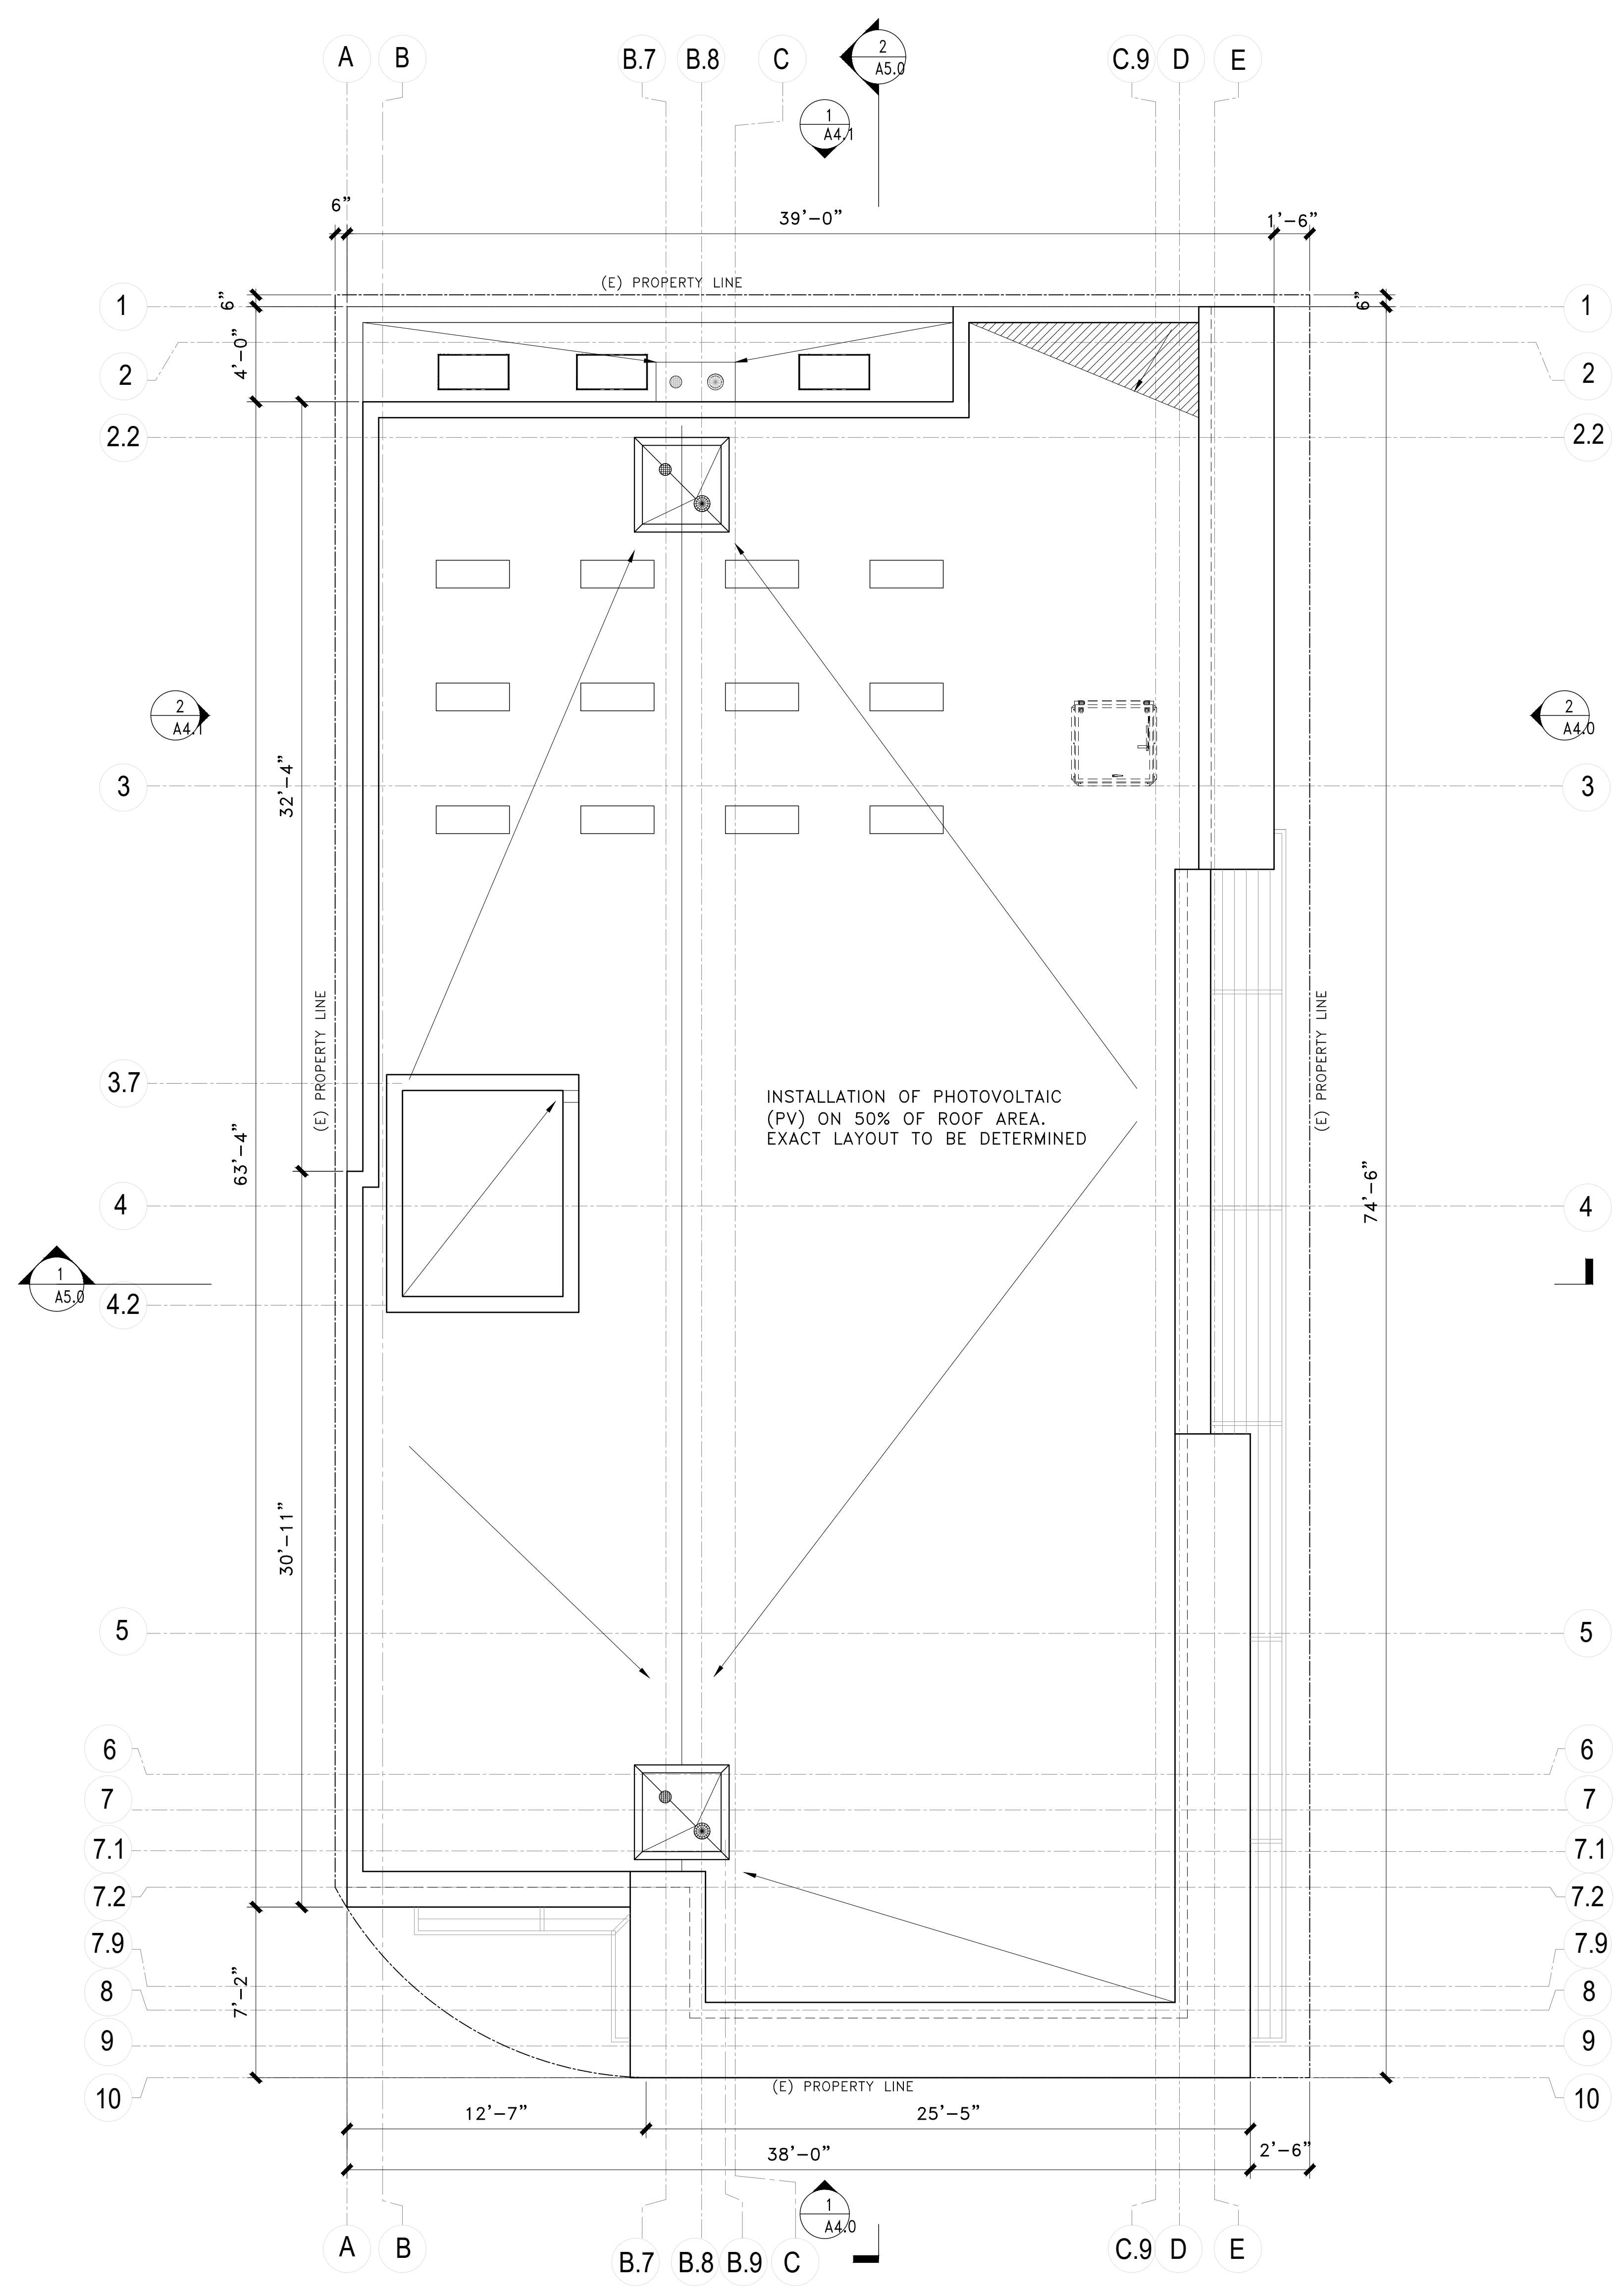 A B B.7 B.8 C C.9 D E
2
A5.0
1
A4.1
6” 39’–0” 1’–6”
(E) PROPERTY LINE
6” 6”
1 1
4’–0”
2 2
2.2 2.2
2
A4.1
2
A4.0
3 3
32’–4”
(E) PROPERTY LINE
(E) PROPERTY LINE
3.7
INSTALLATION OF PHOTOVOLTAIC
(PV) ON 50% OF ROOF AREA.
EXACT LAYOUT TO BE DETERMINED
63’–4”
74’–6”
4 4
1
A5.0
4.2
30’–11”
5 5
6 6
7 7
7.1 7.1
7.2 7.2
7.9 7.9
7’–2”
8 8
9 9
10 10
(E) PROPERTY LINE
12’–7” 25’–5”
38’–0” 2’–6”
1
A4.0
A B B.7 B.8 B.9 C C.9 D E